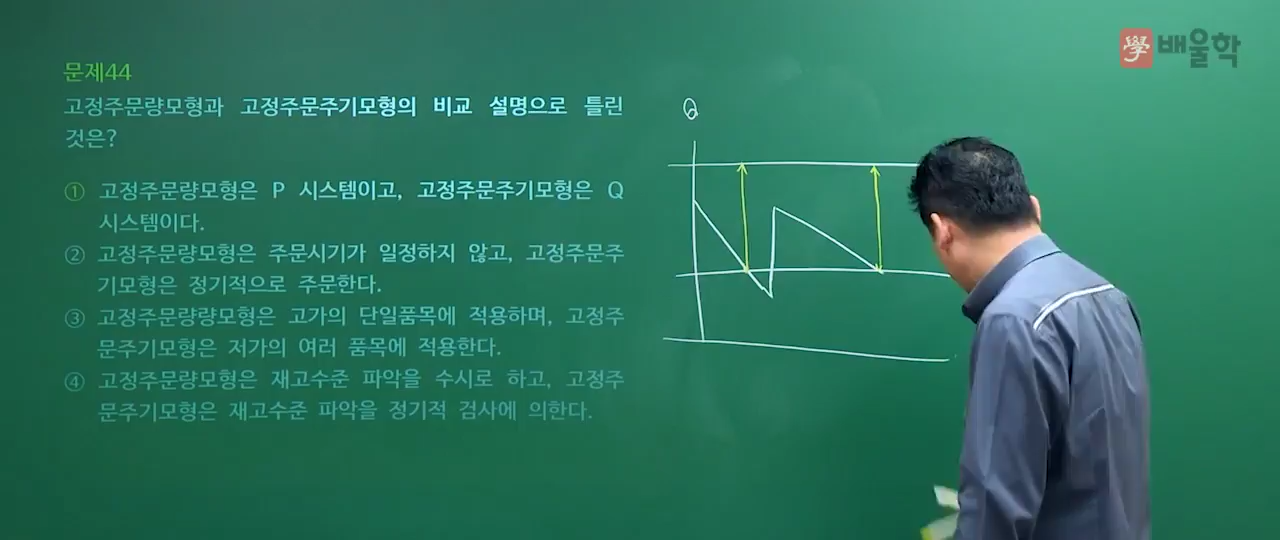 學 배울학
문제44
고정주문량모형과 고정주문주기모형의 비교 설명으로 틀린
것은?
① 고정주문량모형은 P 시스템이고, 고정주문주기모형은 Q
시스템이다.
② 고정주문량모형은 주문시기가 일정하지 않고, 고정주문주
기모형은 정기적으로 주문한다.
③ 고정주문량량모형은 고가의 단일품목에 적용하며, 고정주
문주기모형은 저가의 여러 품목에 적용한다.
④ 고정주문량모형은 재고수준 파악을 수시로 하고, 고정주
문주기모형은 재고수준 파악을 정기적 검사에 의한다.
Q